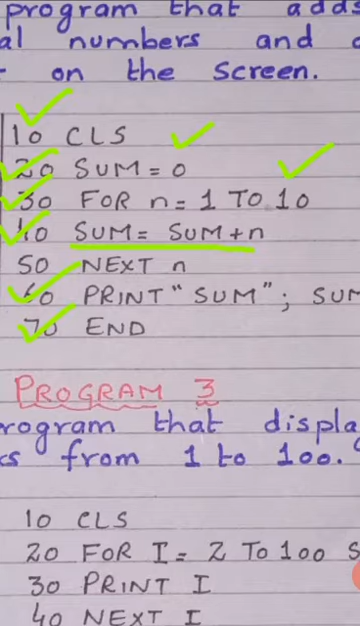 program that adds
al numbers and
on the screen.
10 CLS
20 SUM = 0
30 FOR n = 1 TO 10
40 SUM = SUM + n
50 NEXT n
60 PRINT "SUM"; SUM
70 END
PROGRAM 3
rogram that displa
s from 1 to 100.
10 CLS
20 FOR I = 2 TO 100 S
30 PRINT I
40 NEXT I